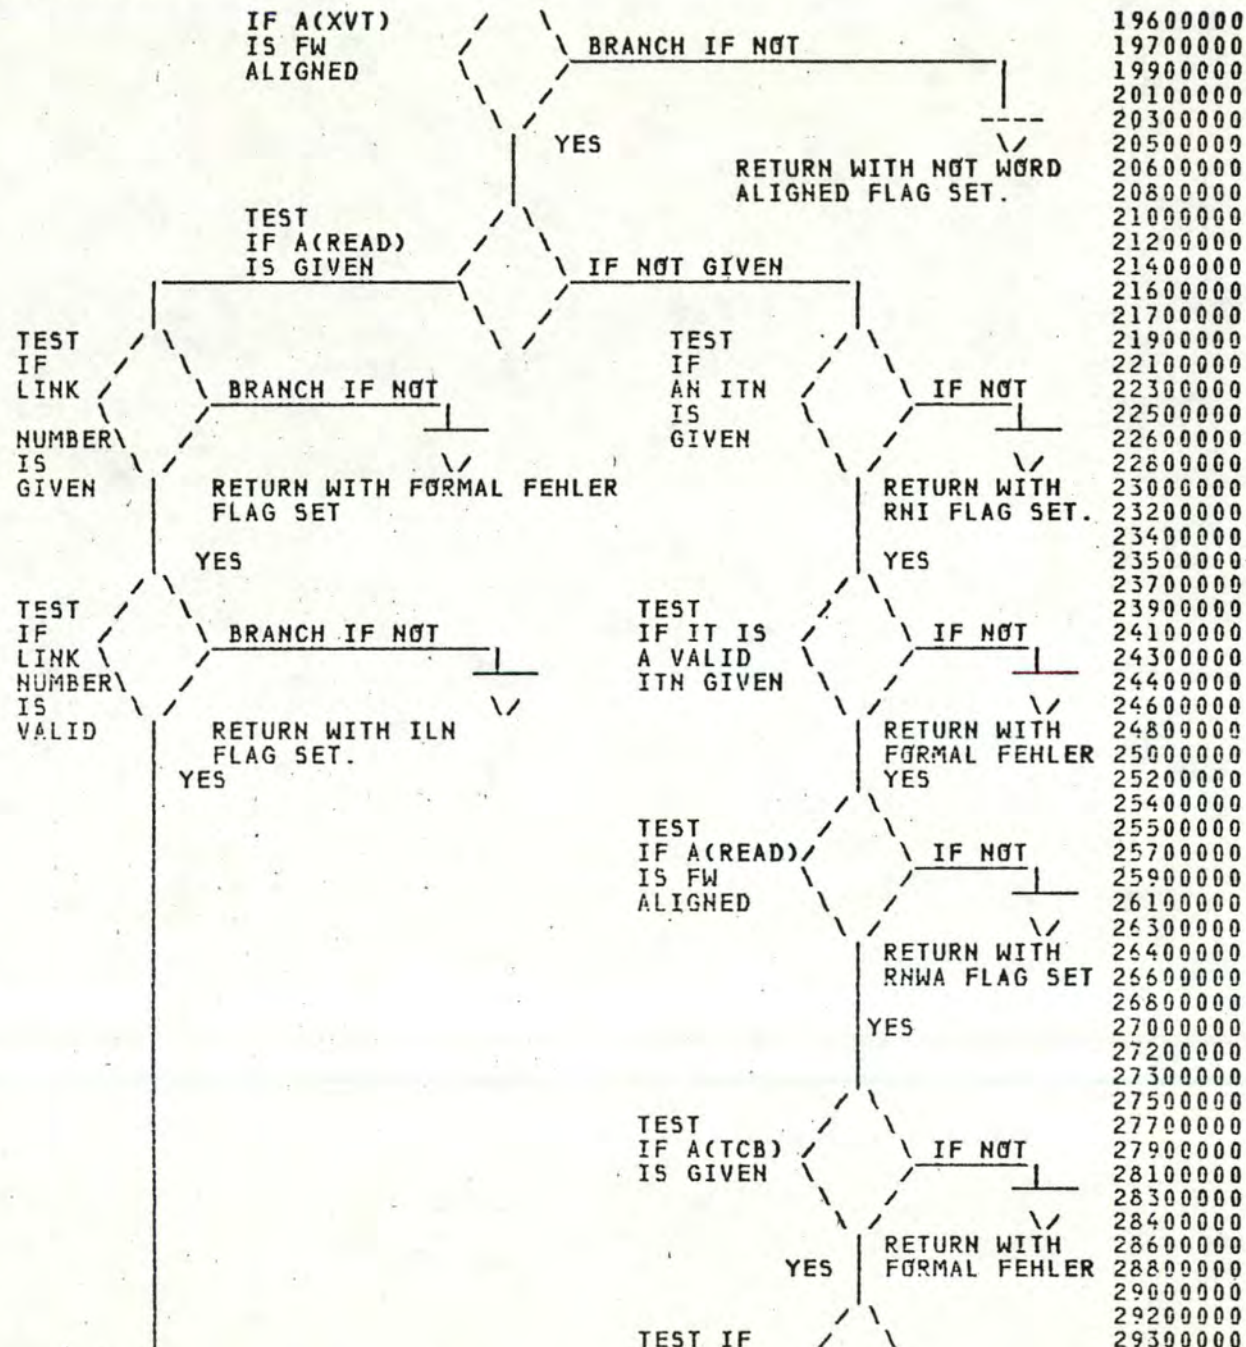 IF A(XVT) 19600000
IS FW BRANCH IF NOT 19700000
ALIGNED 19900000
20100000
20300000
YES 20500000
RETURN WITH NOT WORD 20600000
ALIGNED FLAG SET. 20800000
TEST 21000000
IF A(READ) 21200000
IS GIVEN IF NOT GIVEN 21400000
21600000
21700000
TEST TEST 21900000
IF IF 22100000
LINK BRANCH IF NOT AN ITN IF NOT 22300000
IS 22500000
NUMBER GIVEN 22600000
IS 22800000
GIVEN RETURN WITH FORMAL FEHLER RETURN WITH 23000000
FLAG SET RNI FLAG SET. 23200000
23400000
YES YES 23500000
23700000
TEST TEST 23900000
IF BRANCH IF NOT IF IT IS IF NOT 24100000
LINK A VALID 24300000
NUMBER ITN GIVEN 24400000
IS 24600000
VALID RETURN WITH ILN RETURN WITH 24800000
FLAG SET. FORMAL FEHLER 25000000
YES YES 25200000
25400000
TEST 25500000
IF A(READ) IF NOT 25700000
IS FW 25900000
ALIGNED 26100000
26300000
RETURN WITH 26400000
RNWA FLAG SET 26600000
26800000
YES 27000000
27200000
27300000
27500000
TEST 27700000
IF A(TCB) IF NOT 27900000
IS GIVEN 28100000
28300000
28400000
RETURN WITH 28600000
YES FORMAL FEHLER 28800000
29000000
29200000
TEST IF 29300000